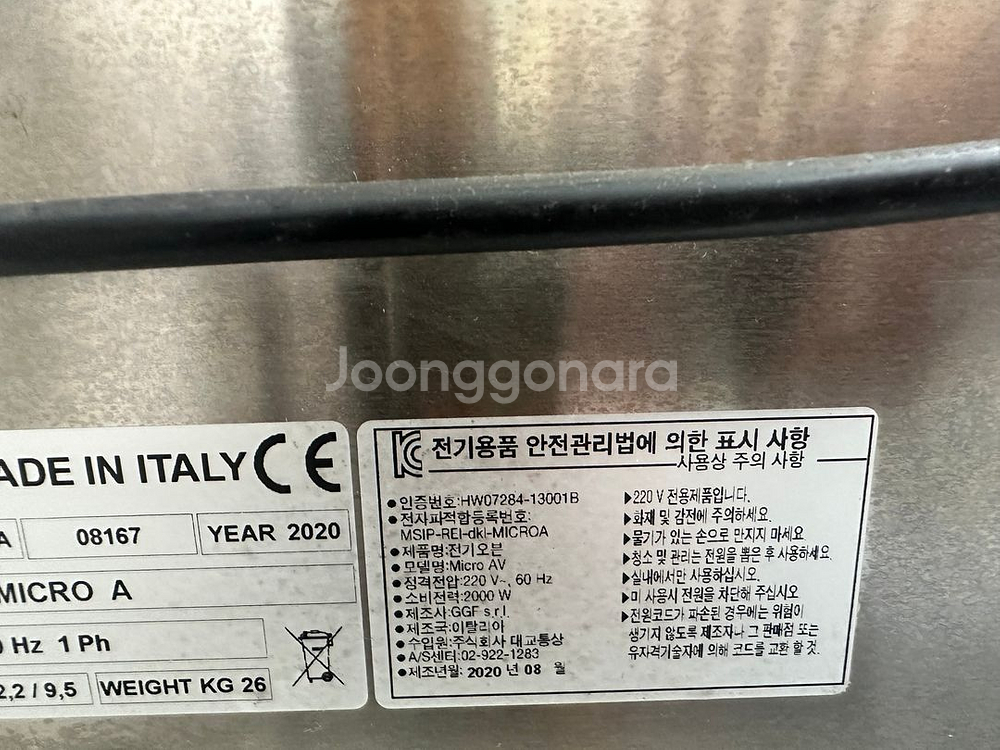 Joonggonara
ADE IN ITALY CE
A 08167 YEAR 2020
MICRO A
Hz 1 Ph
2,2 / 9,5 WEIGHT KG 26
전기용품 안전관리법에 의한 표시 사항
사용상 주의 사항
●인증번호:HW07284-13001B
●전자파적합등록번호:
MSIP-REI-dkl-MICROA
●제품명:전기오븐
●모델명:Micro AV
●정격전압:220 V~, 60 Hz
●소비전력:2000 W
●제조사:GGF s.r.l
●제조국:이탈리아
●수입원:주식회사 대교통상
●A/S센터:02-922-1283
●제조년월: 2020 년 08 월
▶220 V 전용제품입니다.
▶화재 및 감전에 주의하세요.
▶물기가 있는 손으로 만지지 마세요
▶청소 및 관리는 전원을 뽑은 후 사용하세요.
▶실내에서만 사용하십시오.
▶미 사용시 전원을 차단해 주십시오
▶전원코드가 파손된 경우에는 위험이
생기지 않도록 제조자나 그 판매점 또는
유자격기술자에 의해 코드를 교환 할 것.